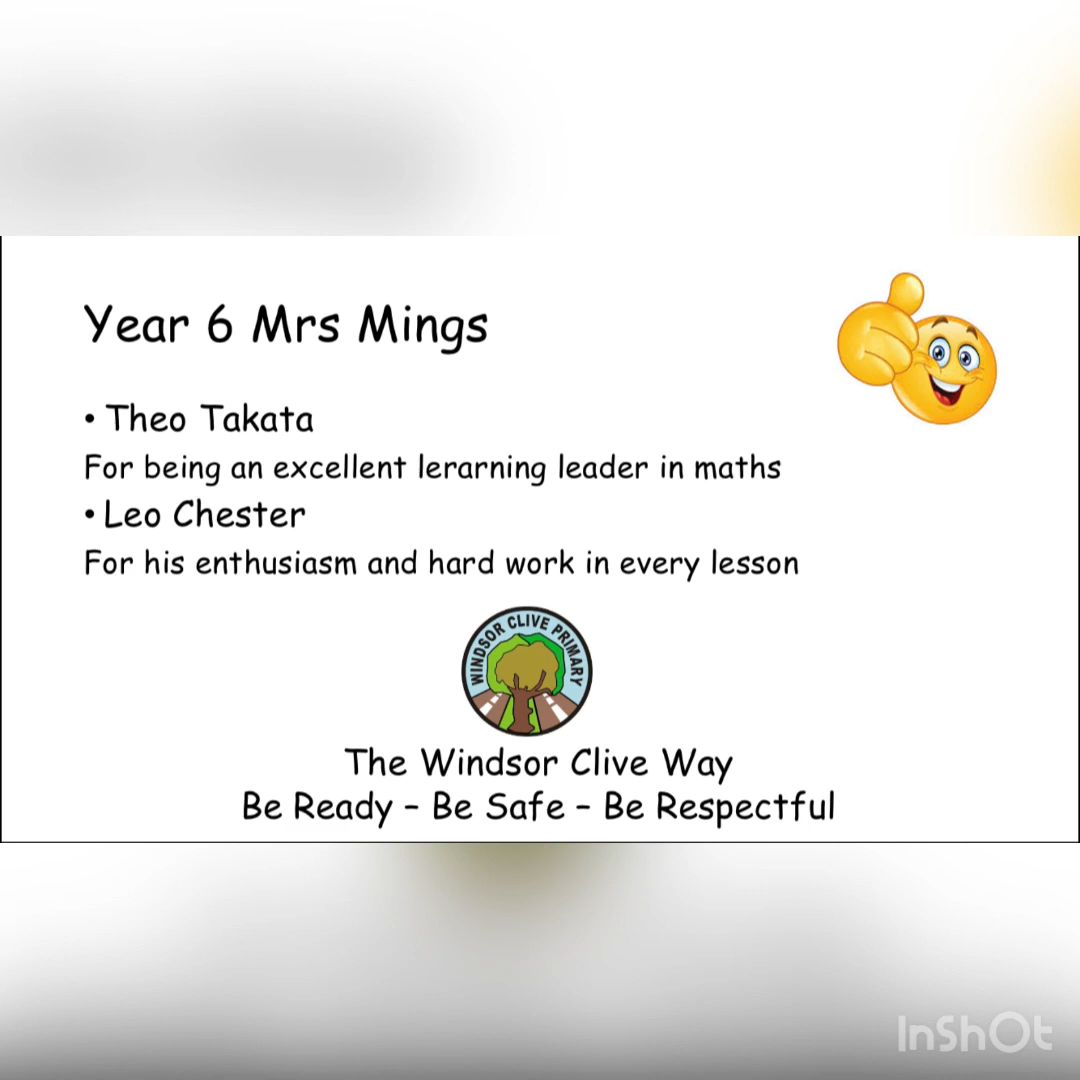 Year 6 Mrs Mings
• Theo Takata
For being an excellent lerarning leader in maths
• Leo Chester
For his enthusiasm and hard work in every lesson
WINDSOR CLIVE PRIMARY
The Windsor Clive Way
Be Ready – Be Safe – Be Respectful
InShOt